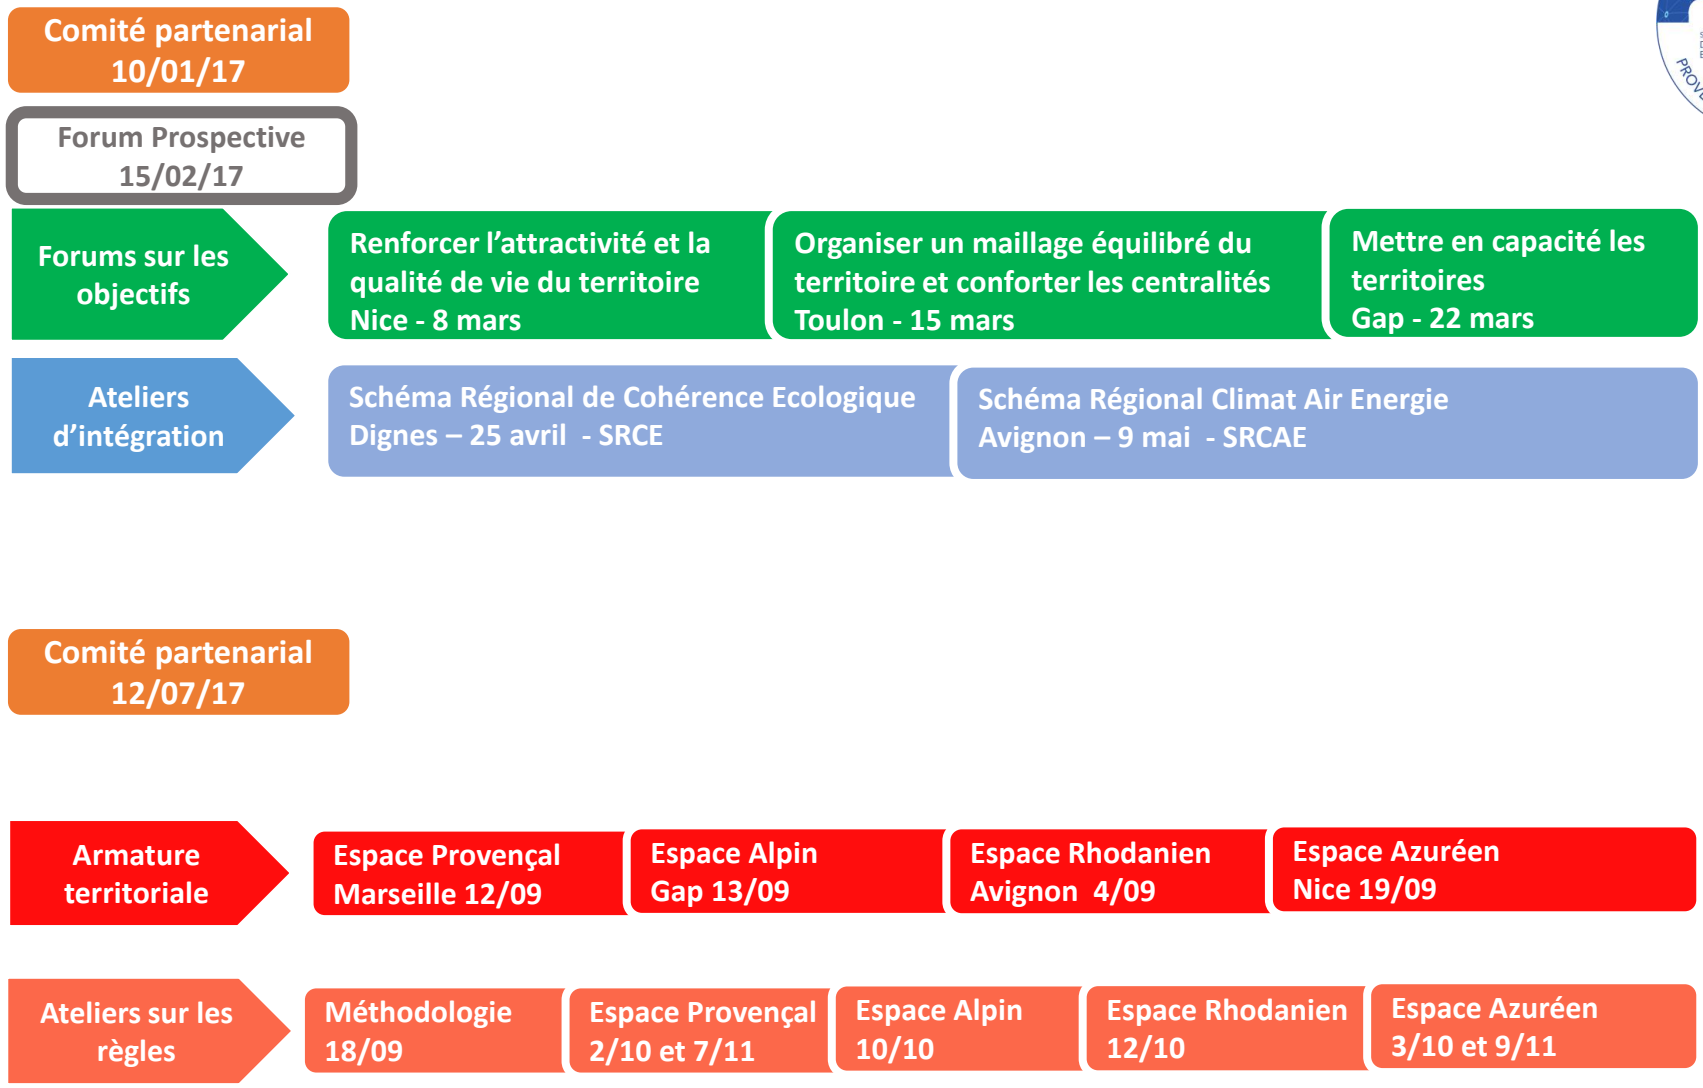 Comité partenarial
10/01/17
Forum Prospective
15/02/17
Forums sur les
objectifs
Renforcer l'attractivité et la
qualité de vie du territoire
Nice - 8 mars
Organiser un maillage équilibré du
territoire et conforter les centralités
Toulon - 15 mars
Mettre en capacité les
territoires
Gap - 22 mars
Ateliers
d'intégration
Schéma Régional de Cohérence Ecologique
Dignes – 25 avril - SRCE
Schéma Régional Climat Air Energie
Avignon – 9 mai - SRCAE
Comité partenarial
12/07/17
Armature
territoriale
Espace Provençal
Marseille 12/09
Espace Alpin
Gap 13/09
Espace Rhodanien
Avignon 4/09
Espace Azuréen
Nice 19/09
Ateliers sur les
règles
Méthodologie
18/09
Espace Provençal
2/10 et 7/11
Espace Alpin
10/10
Espace Rhodanien
12/10
Espace Azuréen
3/10 et 9/11